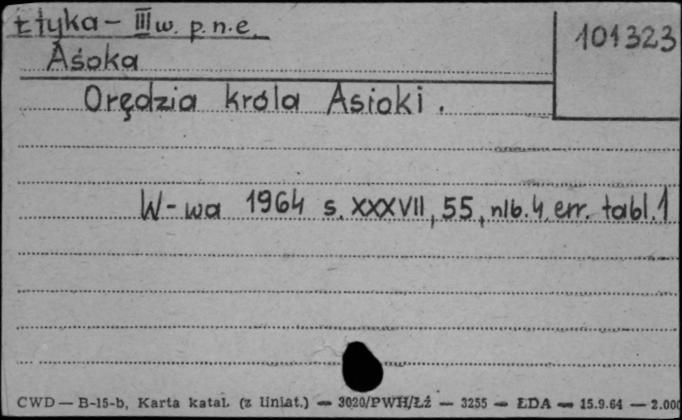 Etyka - III w. p.n.e.
101323
Aśoka
Orędzia króla Asioki.
W-wa 1964 s. XXXVII, 55, nlb. 4, err. tabl. 1
CWD — B-15-b, Karta katal. (z liniat.) — 3020/PWH/Łź — 3255 — ŁDA — 15.9.64 — 2.000